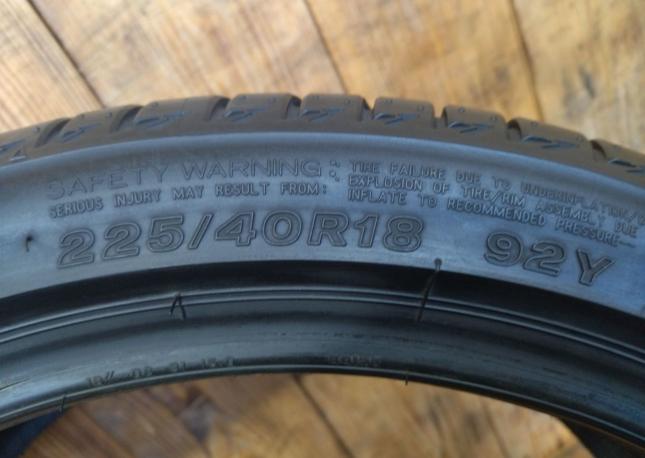 SAFETY WARNING: TIRE FAILURE DUE TO UNDERINFLATION/
SERIOUS INJURY MAY RESULT FROM: EXPLOSION OF TIRE/RIM ASSEMBLY DUE
INFLATE TO RECOMMENDED PRESSURE
225/40R18 92Y